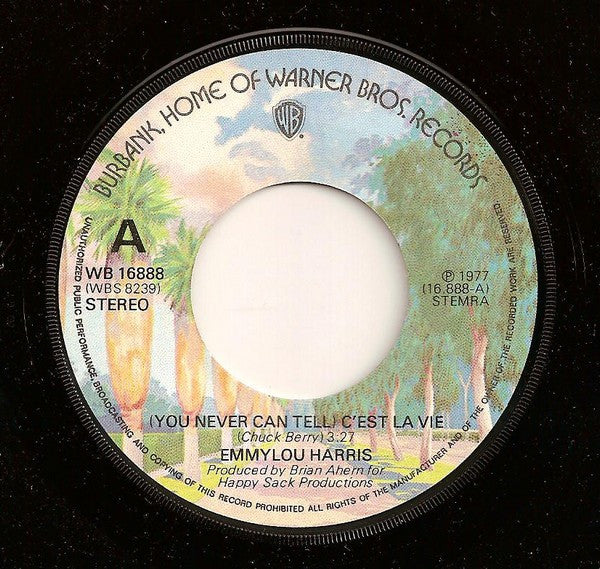 BURBANK, HOME OF WARNER BROS. RECORDS
WB
A
WB 16888
(WBS 8239)
STEREO
℗ 1977
(16.888-A)
STEMRA
(YOU NEVER CAN TELL) C'EST LA VIE
(Chuck Berry) 3:27
EMMYLOU HARRIS
Produced by Brian Ahern for
Happy Sack Productions
UNAUTHORIZED PUBLIC PERFORMANCE, BROADCASTING AND COPYING OF THIS RECORD PROHIBITED ALL RIGHTS OF THE MANUFACTURER AND OF THE OWNER OF THE RECORDED WORK ARE RESERVED